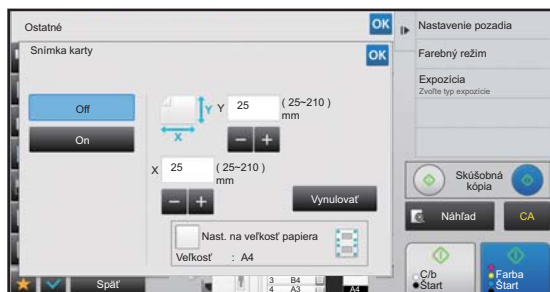 Ostatné
OK
Snímka karty
OK
Off
On
Y
Y 25 ( 25~210 )
mm
X
X 25 ( 25~210 )
mm
Vynulovať
Nast. na veľkosť papiera
Veľkosť : A4
Späť
3 B4
4 A3
A4
Nastavenie pozadia
Farebný režim
Expozícia
Zvoľte typ expozície
Skúšobná
kópia
Náhľad
CA
C/b
Štart
Farba
Štart